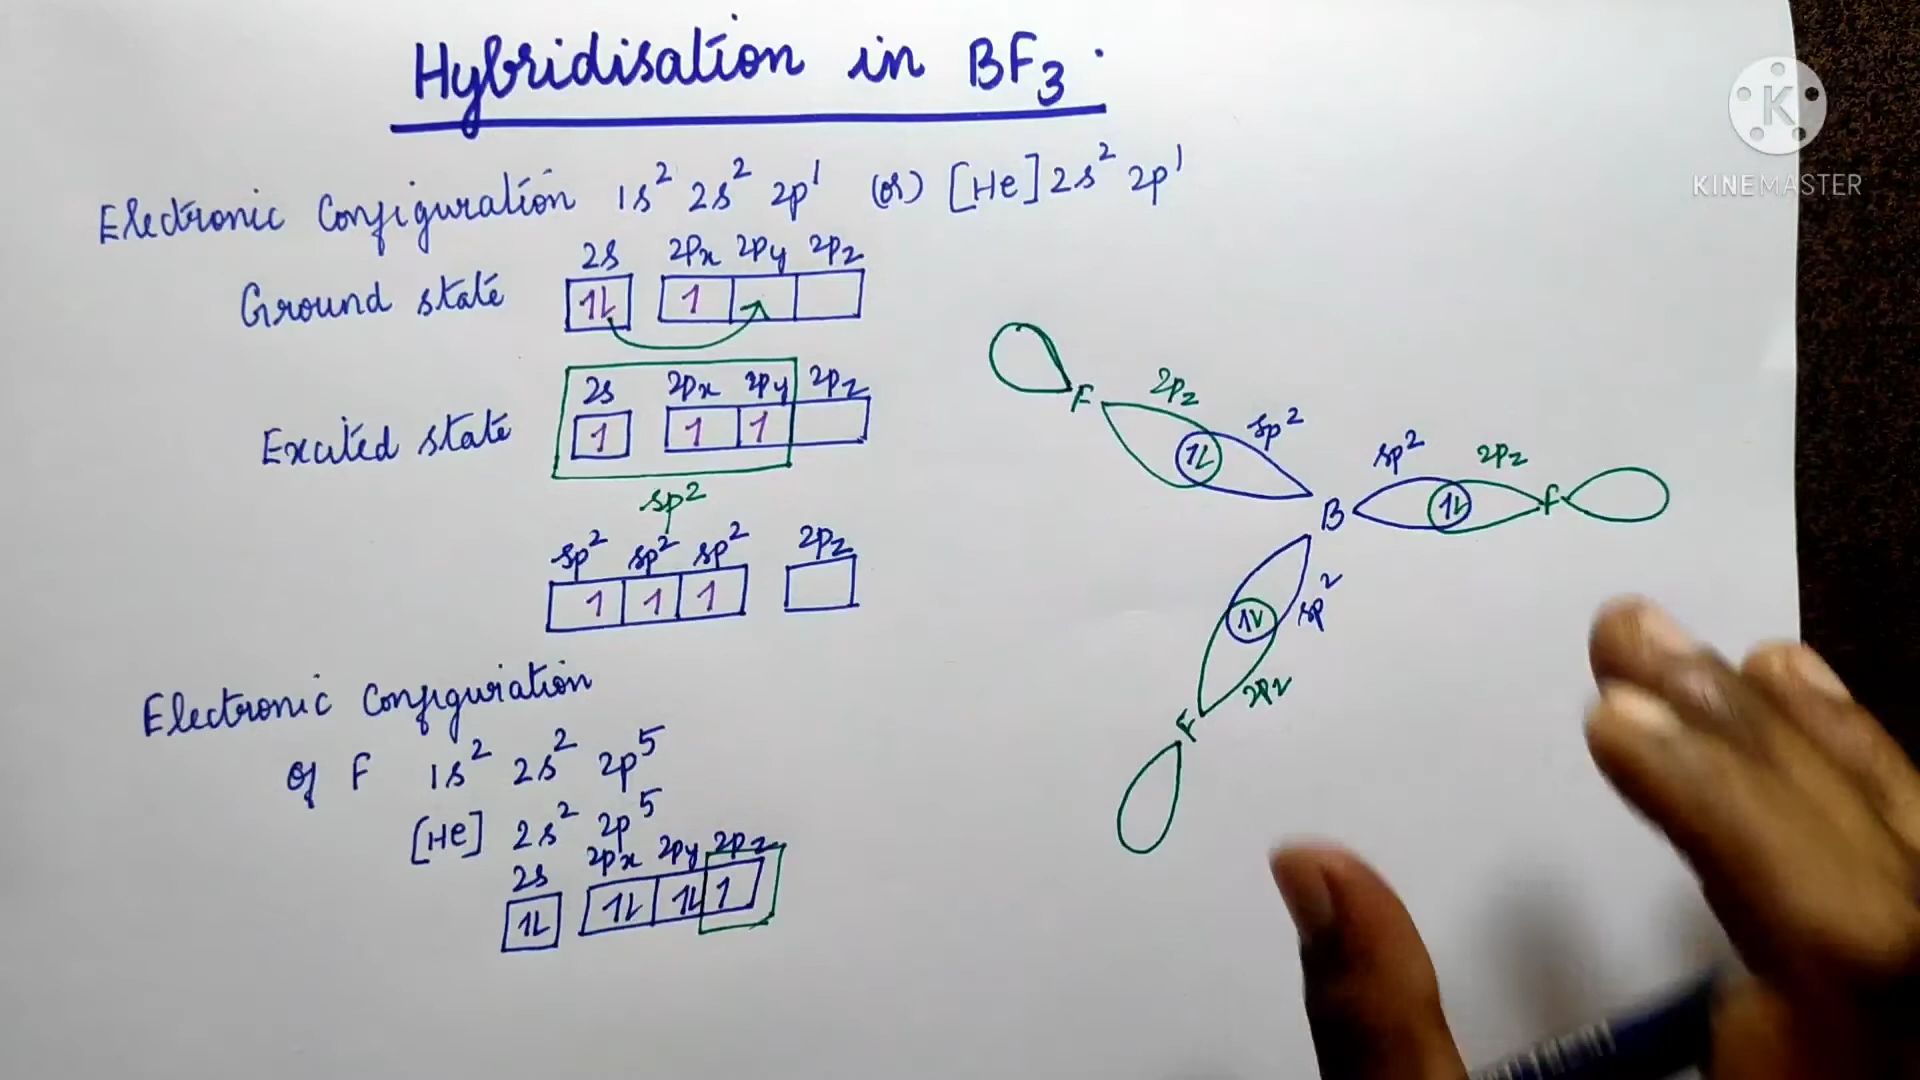 Hybridisation in BF3.
K
KINEMASTER
Electronic Configuration 1s² 2s² 2p¹ (or) [He] 2s² 2p¹
2s 2px 2py 2pz
Ground state 1L 1
2s 2px 2py 2pz
Excited state 1 1 1
sp²
sp² sp² sp² 2pz
1 1 1
Electronic Configuration
of F 1s² 2s² 2p⁵
[He] 2s² 2p⁵
2s 2px 2py 2pz
1L 1L 1L 1
F 2pz 1L sp²
B sp² 1L 2pz F
sp² 1L 2pz F